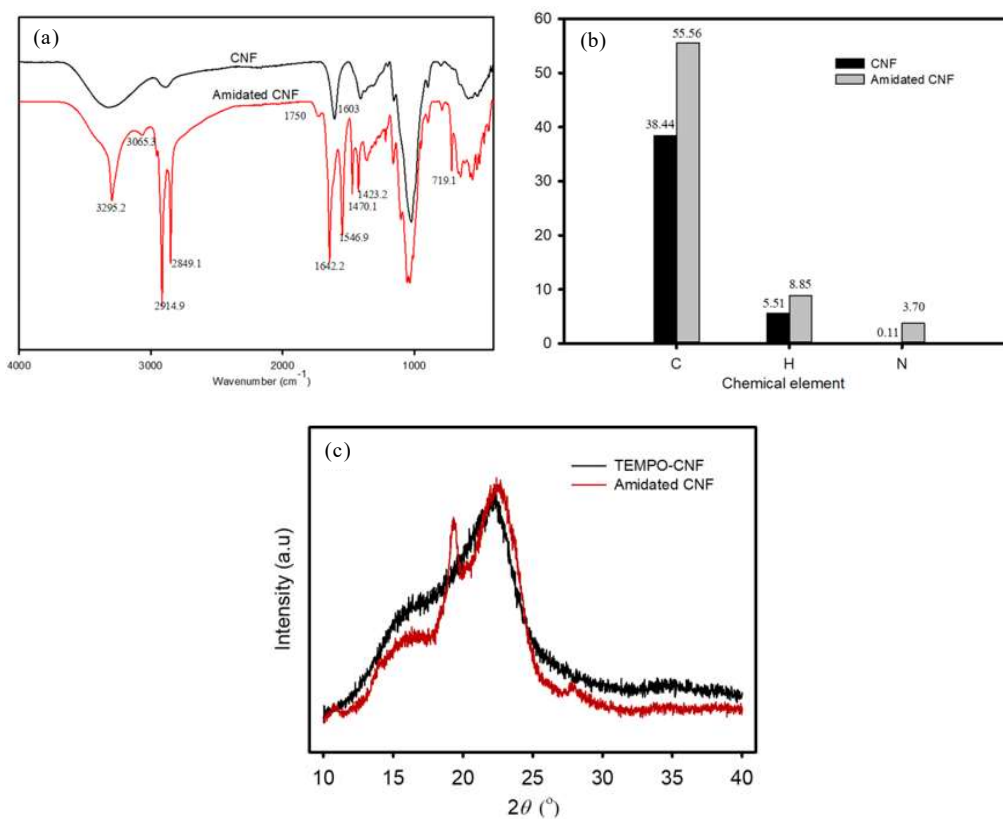 (a)
CNF
Amidated CNF
1750
1603
3065.3
3295.2
2914.9
2849.1
1642.2
1546.9
1470.1
1423.2
719.1
4000
3000
2000
1000
Wavenumber (cm⁻¹)
(b)
CNF
Amidated CNF
60
50
40
30
20
10
0
38.44
55.56
5.51
8.85
0.11
3.70
C
H
N
Chemical element
(c)
TEMPO-CNF
Amidated CNF
Intensity (a.u)
10
15
20
25
30
35
40
2θ (°)